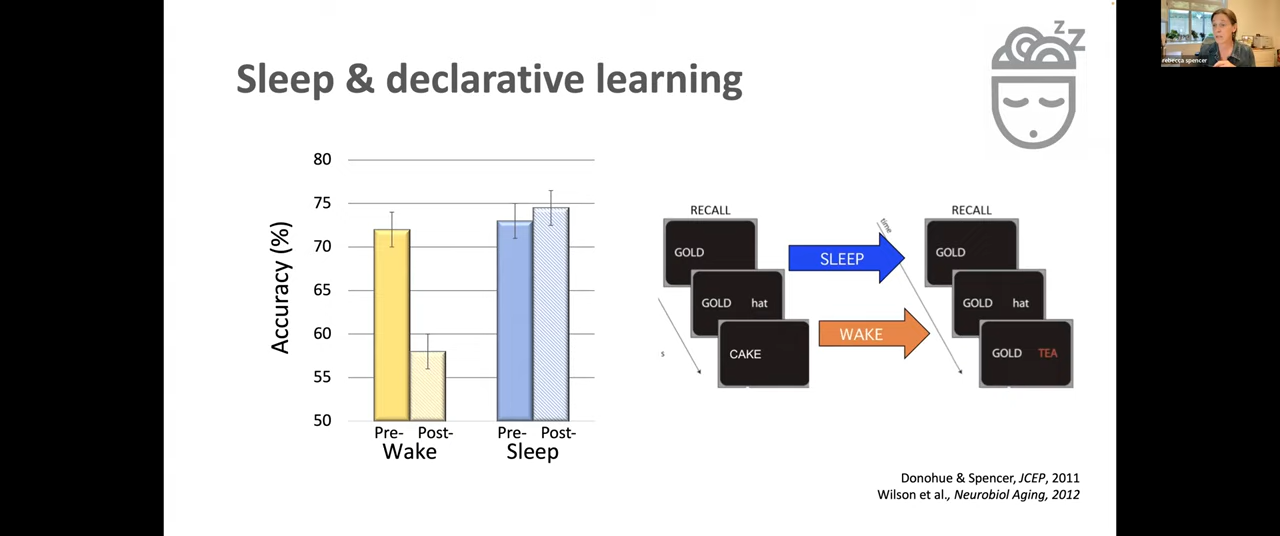 Sleep & declarative learning
z
Z
rebecca spencer
Accuracy (%)
80
75
70
65
60
55
50
Pre- Post- Pre- Post-
Wake Sleep
RECALL
GOLD
GOLD hat
CAKE
s
SLEEP
WAKE
time
RECALL
GOLD
GOLD hat
GOLD TEA
Donohue & Spencer, JCEP, 2011
Wilson et al., Neurobiol Aging, 2012